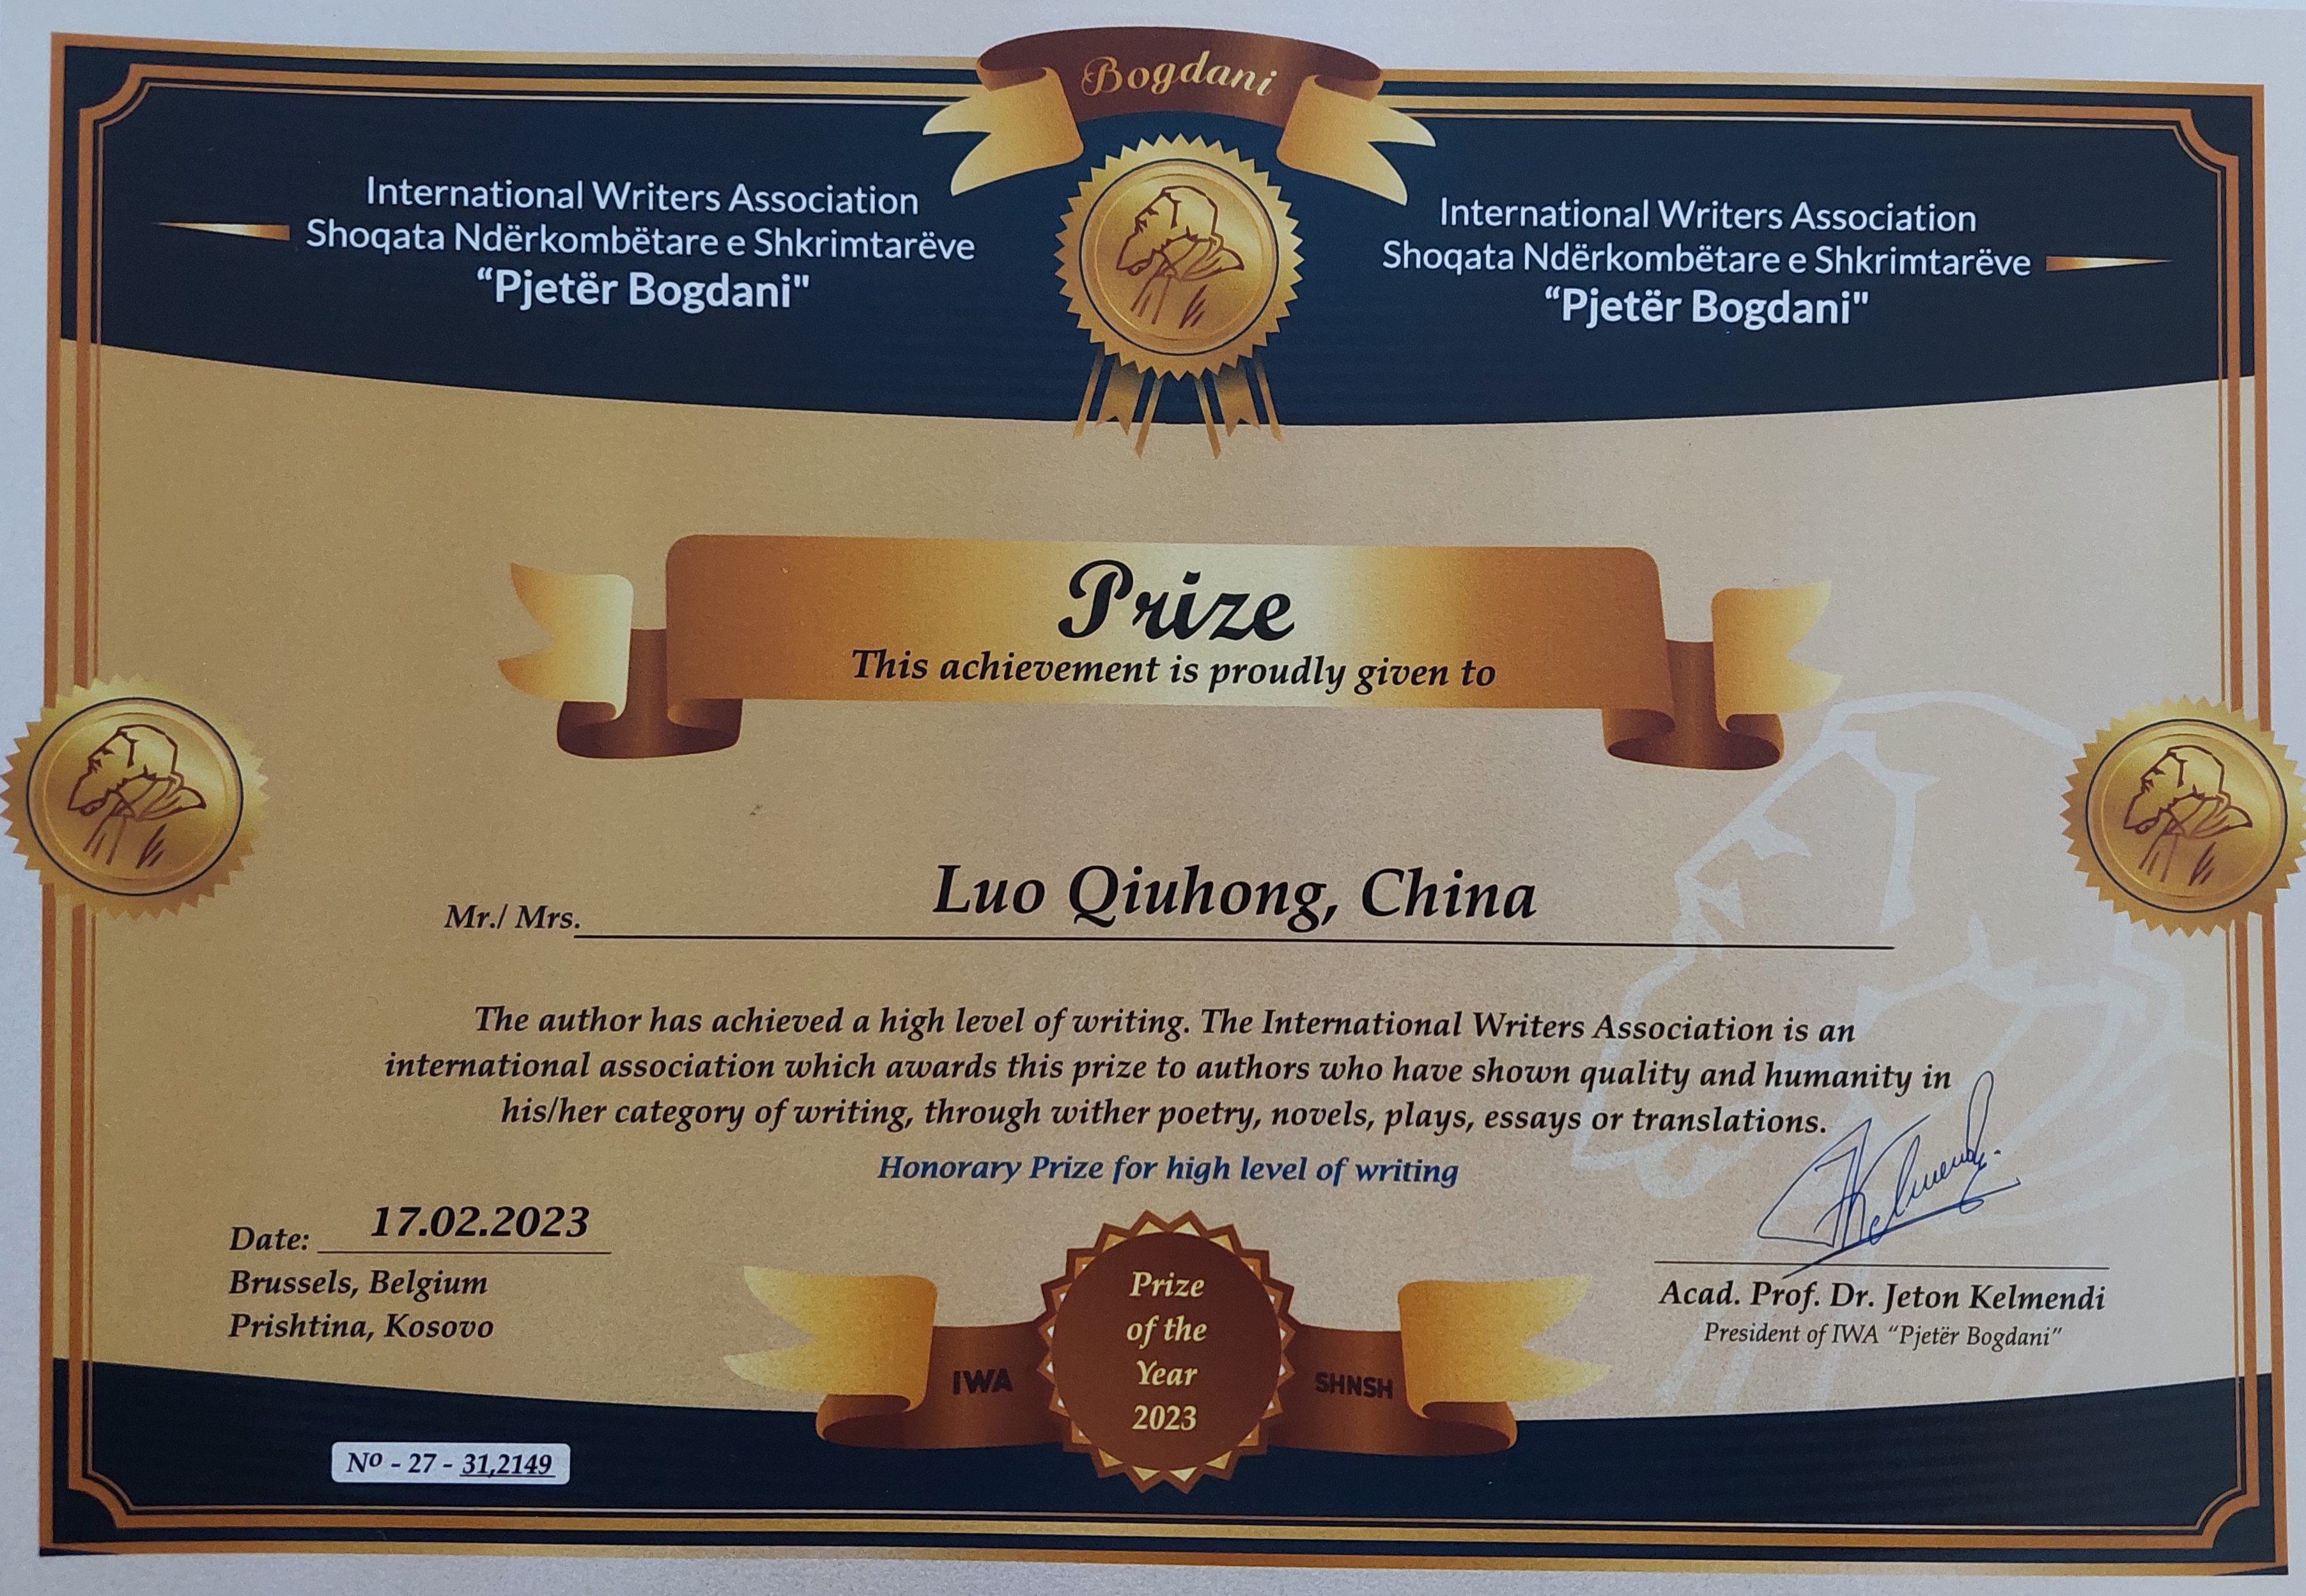 Bogdani
International Writers Association
Shoqata Ndërkombëtare e Shkrimtarëve
“Pjetër Bogdani"
International Writers Association
Shoqata Ndërkombëtare e Shkrimtarëve
“Pjetër Bogdani"
Prize
This achievement is proudly given to
Mr./ Mrs. Luo Qiuhong, China
The author has achieved a high level of writing. The International Writers Association is an
international association which awards this prize to authors who have shown quality and humanity in
his/her category of writing, through wither poetry, novels, plays, essays or translations.
Honorary Prize for high level of writing
Date: 17.02.2023
Brussels, Belgium
Prishtina, Kosovo
JKelmendi
Acad. Prof. Dr. Jeton Kelmendi
President of IWA “Pjetër Bogdani”
IWA
Prize
of the
Year
2023
SHNSH
Nº - 27 - 31,2149